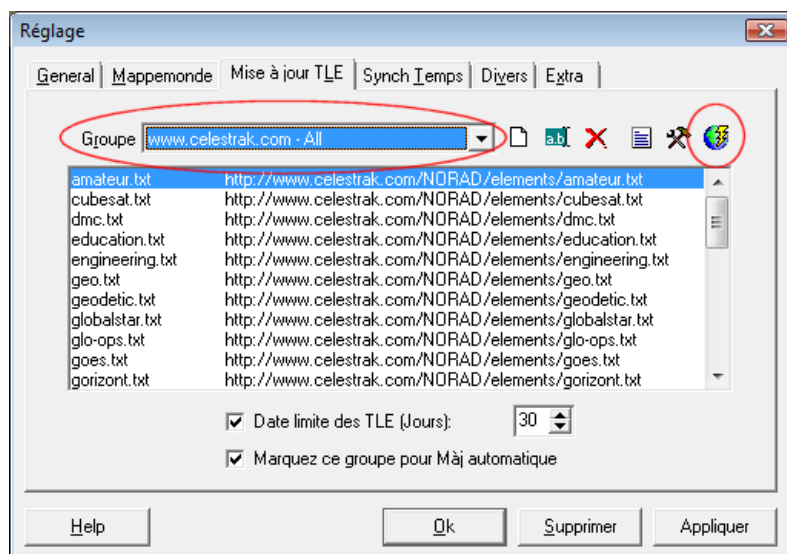 Réglage
General Mappemonde Mise à jour TLE Synch Temps Divers Extra
Groupe www.celestrak.com - All a.b
amateur.txt http://www.celestrak.com/NORAD/elements/amateur.txt
cubesat.txt http://www.celestrak.com/NORAD/elements/cubesat.txt
dmc.txt http://www.celestrak.com/NORAD/elements/dmc.txt
education.txt http://www.celestrak.com/NORAD/elements/education.txt
engineering.txt http://www.celestrak.com/NORAD/elements/engineering.txt
geo.txt http://www.celestrak.com/NORAD/elements/geo.txt
geodetic.txt http://www.celestrak.com/NORAD/elements/geodetic.txt
globalstar.txt http://www.celestrak.com/NORAD/elements/globalstar.txt
glo-ops.txt http://www.celestrak.com/NORAD/elements/glo-ops.txt
goes.txt http://www.celestrak.com/NORAD/elements/goes.txt
gorizont.txt http://www.celestrak.com/NORAD/elements/gorizont.txt
Date limite des TLE (Jours): 30
Marquez ce groupe pour Màj automatique
Help Ok Supprimer Appliquer